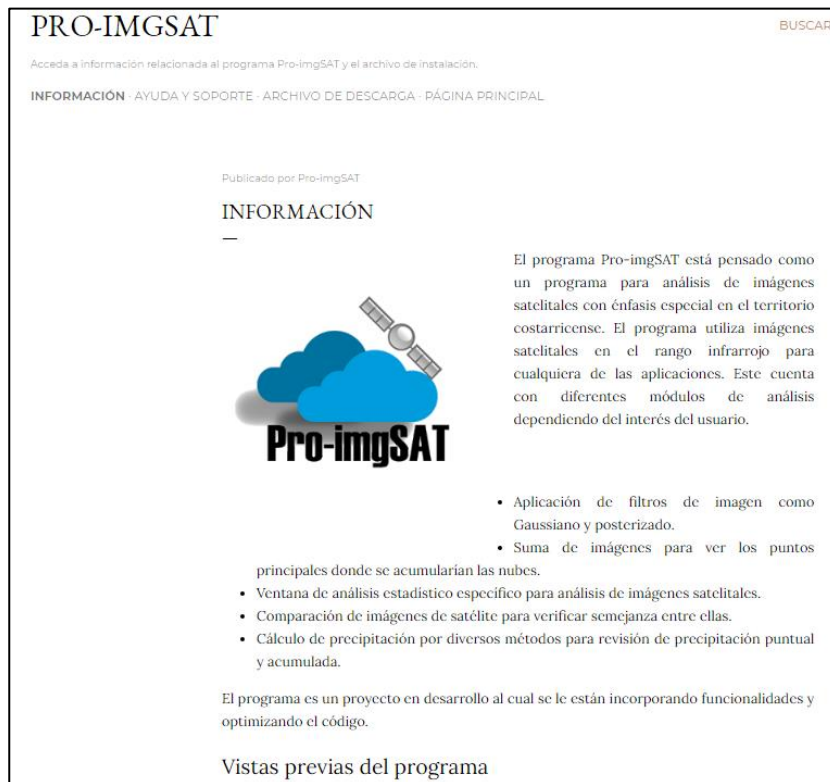 PRO-IMGSAT
BUSCAR
Acceda a información relacionada al programa Pro-imgSAT y el archivo de instalación.
INFORMACIÓN · AYUDA Y SOPORTE · ARCHIVO DE DESCARGA · PÁGINA PRINCIPAL
Publicado por Pro-imgSAT
INFORMACIÓN
El programa Pro-imgSAT está pensado como
un programa para análisis de imágenes
satelitales con énfasis especial en el territorio
costarricense. El programa utiliza imágenes
satelitales en el rango infrarrojo para
cualquiera de las aplicaciones. Este cuenta
con diferentes módulos de análisis
dependiendo del interés del usuario.
Pro-imgSAT
• Aplicación de filtros de imagen como
Gaussiano y posterizado.
• Suma de imágenes para ver los puntos
principales donde se acumularían las nubes.
• Ventana de análisis estadístico específico para análisis de imágenes satelitales.
• Comparación de imágenes de satélite para verificar semejanza entre ellas.
• Cálculo de precipitación por diversos métodos para revisión de precipitación puntual
y acumulada.
El programa es un proyecto en desarrollo al cual se le están incorporando funcionalidades y
optimizando el código.
Vistas previas del programa